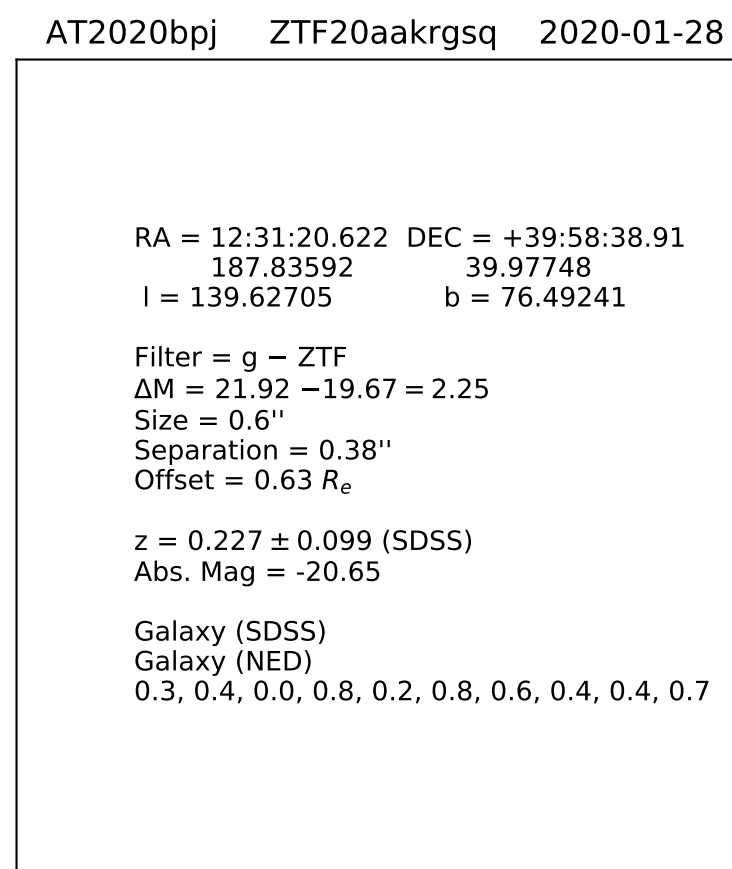 AT2020bpj ZTF20aakrgsq 2020-01-28
RA = 12:31:20.622 DEC = +39:58:38.91
187.83592 39.97748
l = 139.62705 b = 76.49241
Filter = g − ZTF
ΔM = 21.92 −19.67 = 2.25
Size = 0.6''
Separation = 0.38''
Offset = 0.63 Rₑ
z = 0.227 ± 0.099 (SDSS)
Abs. Mag = -20.65
Galaxy (SDSS)
Galaxy (NED)
0.3, 0.4, 0.0, 0.8, 0.2, 0.8, 0.6, 0.4, 0.4, 0.7